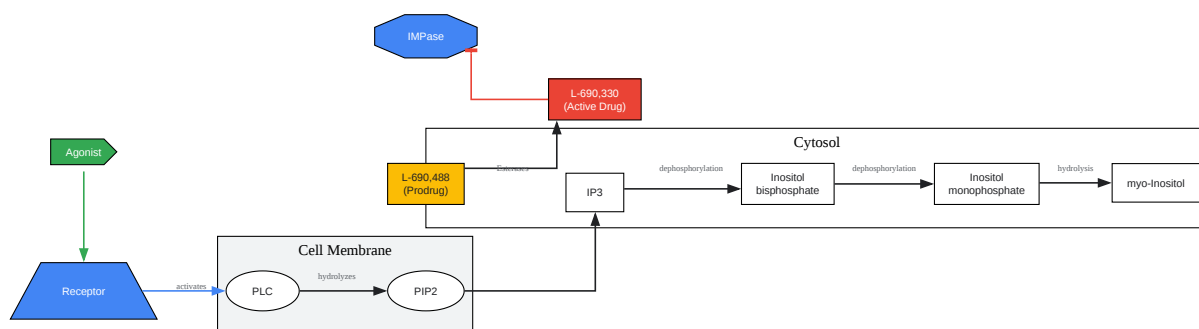 IMPase
L-690,330
(Active Drug)
Cytosol
Agonist
L-690,488
(Prodrug)
Esterases
IP3
dephosphorylation
Inositol
bisphosphate
dephosphorylation
Inositol
monophosphate
hydrolysis
myo-Inositol
Cell Membrane
Receptor
activates
PLC
hydrolyzes
PIP2